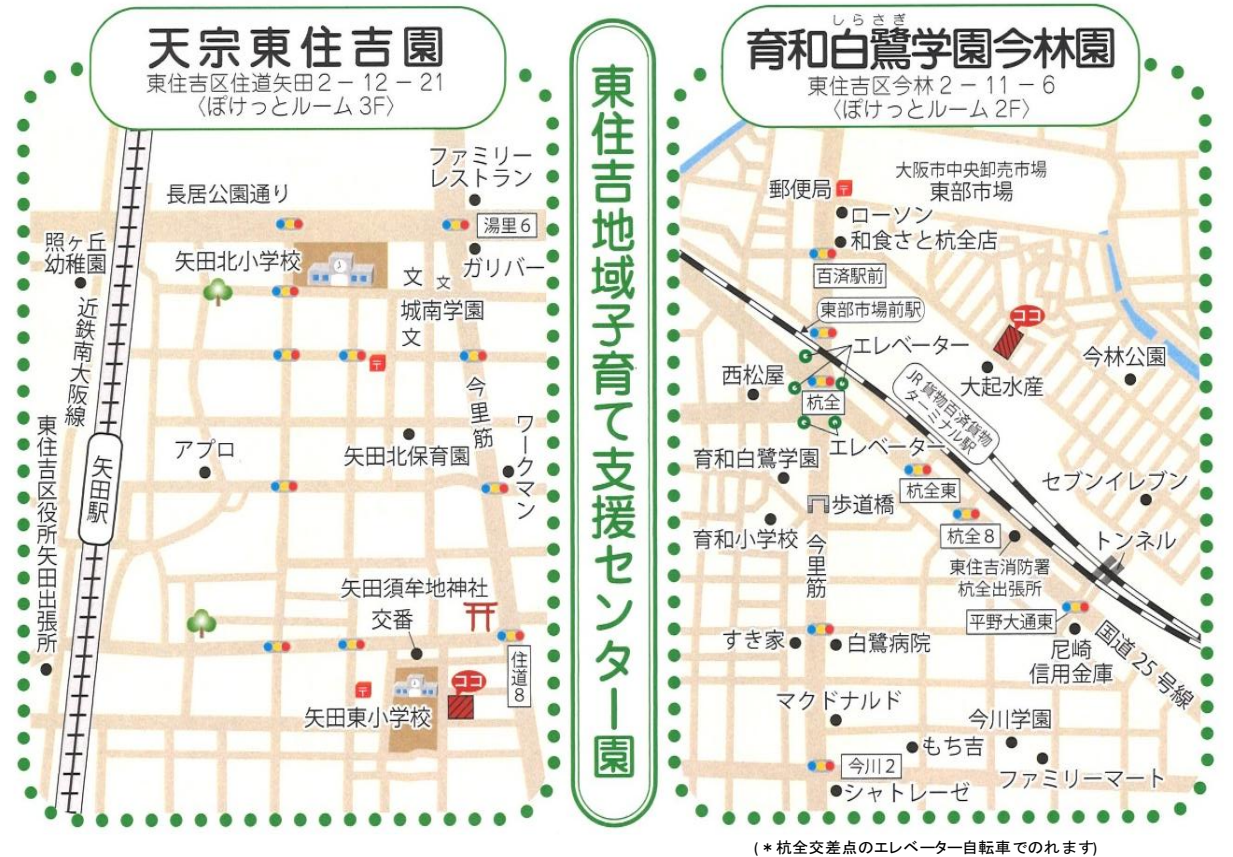 天宗東住吉園
東住吉区住道矢田2－12－21
〈ぽけっとルーム3F〉
ファミリー
レストラン
長居公園通り
湯里6
照ヶ丘
幼稚園
矢田北小学校
ガリバー
文
文
城南学園
文
近鉄南大阪線
〒
今里筋
ワークマン
アプロ
矢田北保育園
矢田駅
東住吉区役所矢田出張所
矢田須牟地神社
交番
住道8
〒
ココ
矢田東小学校
東住吉地域子育て支援センター園
しらさぎ
育和白鷺学園今林園
東住吉区今林2－11－6
〈ぽけっとルーム2F〉
大阪市中央卸売市場
東部市場
郵便局
〒
ローソン
和食さと杭全店
百済駅前
東部市場前駅
ココ
エレベーター
今林公園
西松屋
大起水産
杭全
JR 貨物百済貨物
ターミナル駅
エレベーター
育和白鷺学園
杭全東
セブンイレブン
歩道橋
杭全8
育和小学校
トンネル
今里筋
東住吉消防署
杭全出張所
平野大通東
すき家
白鷺病院
尼崎
信用金庫
国道25号線
マクドナルド
今川学園
もち吉
今川2
ファミリーマート
シャトレーゼ
(＊杭全交差点のエレベーター自転車でのれます)